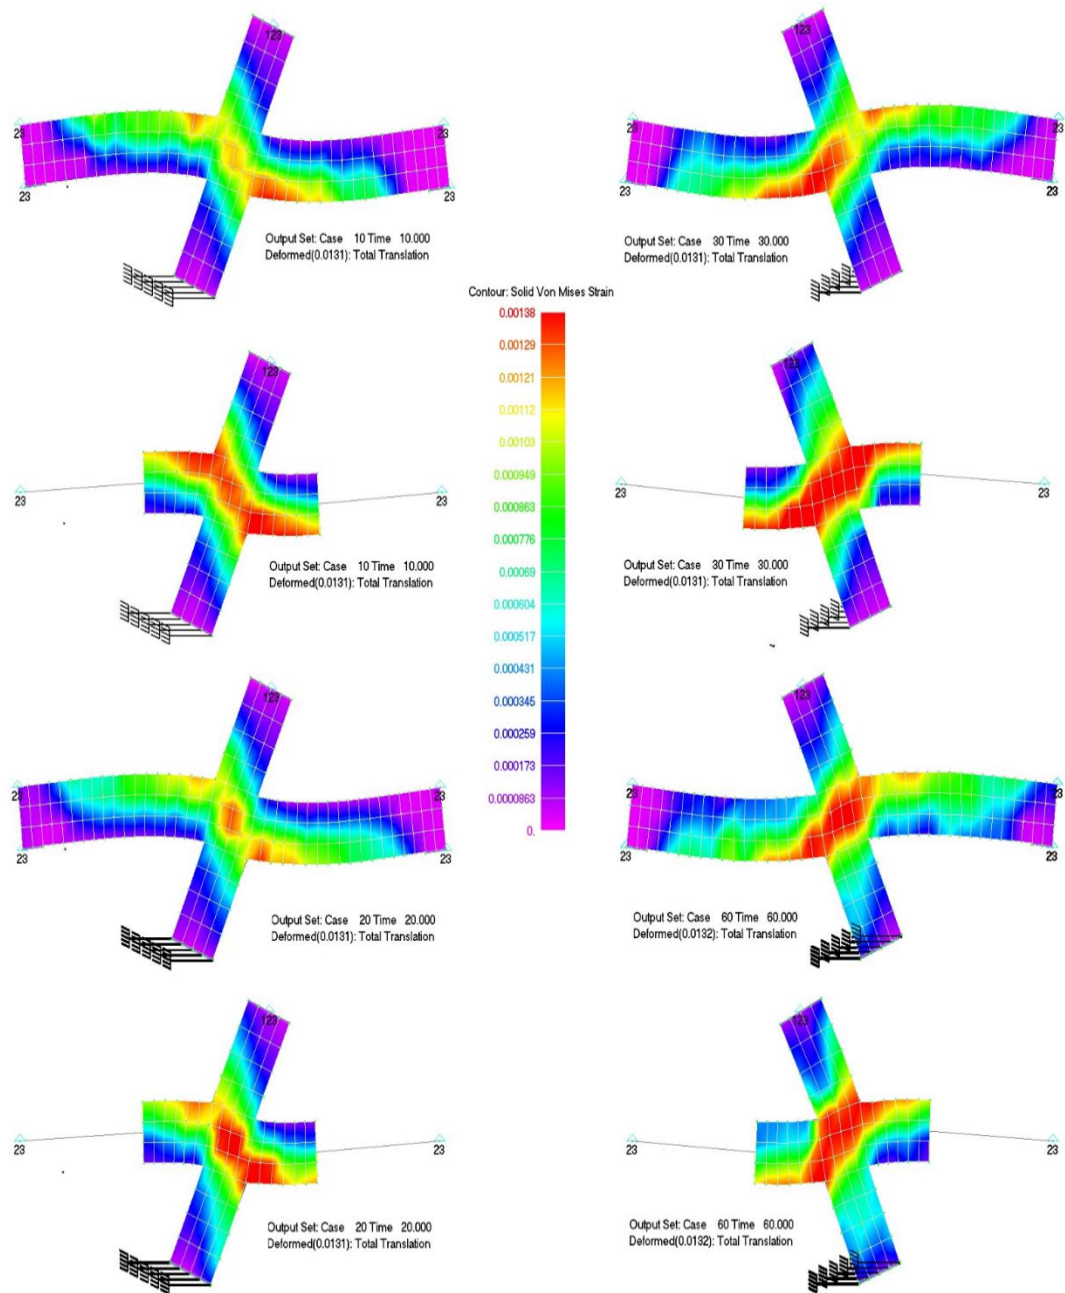 123
123
23
23
23
23
23
23
23
23
Output Set: Case 10 Time 10.000
Deformed(0.0131): Total Translation
Output Set: Case 30 Time 30.000
Deformed(0.0131): Total Translation
Contour: Solid Von Mises Strain
0.00138
0.00129
0.00121
0.00112
0.00103
0.000949
0.000863
0.000776
0.00069
0.000604
0.000517
0.000431
0.000345
0.000259
0.000173
0.0000863
0.
123
123
23
23
23
23
Output Set: Case 10 Time 10.000
Deformed(0.0131): Total Translation
Output Set: Case 30 Time 30.000
Deformed(0.0131): Total Translation
123
123
23
23
23
23
23
23
23
23
Output Set: Case 20 Time 20.000
Deformed(0.0131): Total Translation
Output Set: Case 60 Time 60.000
Deformed(0.0132): Total Translation
123
123
23
23
23
23
Output Set: Case 20 Time 20.000
Deformed(0.0131): Total Translation
Output Set: Case 60 Time 60.000
Deformed(0.0132): Total Translation